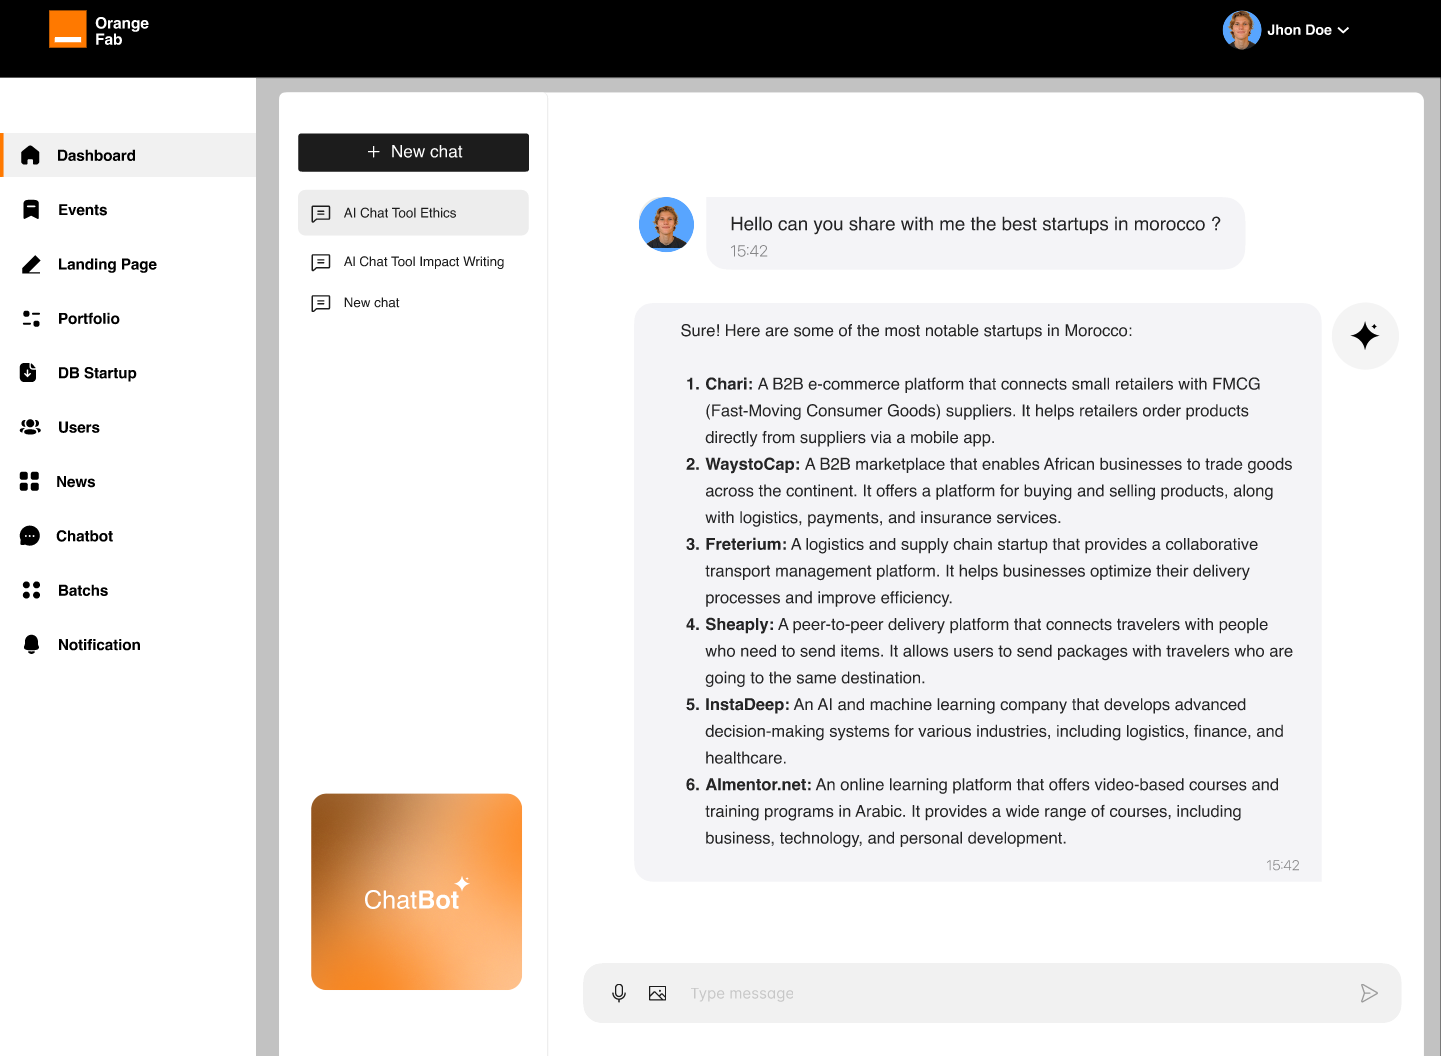 Orange
Fab
Jhon Doe
Dashboard
Events
Landing Page
Portfolio
DB Startup
Users
News
Chatbot
Batchs
Notification
+ New chat
AI Chat Tool Ethics
AI Chat Tool Impact Writing
New chat
ChatBot
Hello can you share with me the best startups in morocco ?
15:42
Sure! Here are some of the most notable startups in Morocco:
1. Chari: A B2B e-commerce platform that connects small retailers with FMCG
(Fast-Moving Consumer Goods) suppliers. It helps retailers order products
directly from suppliers via a mobile app.
2. WaystoCap: A B2B marketplace that enables African businesses to trade goods
across the continent. It offers a platform for buying and selling products, along
with logistics, payments, and insurance services.
3. Freterium: A logistics and supply chain startup that provides a collaborative
transport management platform. It helps businesses optimize their delivery
processes and improve efficiency.
4. Sheaply: A peer-to-peer delivery platform that connects travelers with people
who need to send items. It allows users to send packages with travelers who are
going to the same destination.
5. InstaDeep: An AI and machine learning company that develops advanced
decision-making systems for various industries, including logistics, finance, and
healthcare.
6. Almentor.net: An online learning platform that offers video-based courses and
training programs in Arabic. It provides a wide range of courses, including
business, technology, and personal development.
15:42
Type message